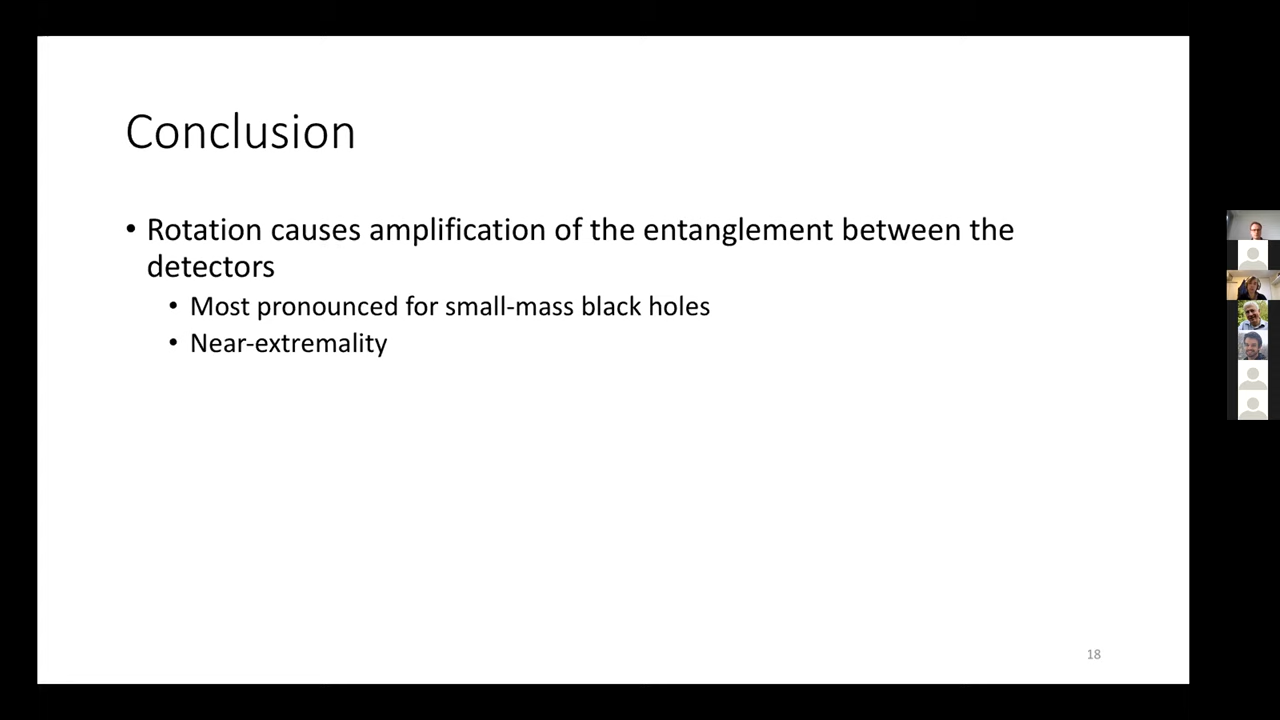 Conclusion
• Rotation causes amplification of the entanglement between the
detectors
• Most pronounced for small-mass black holes
• Near-extremality
18